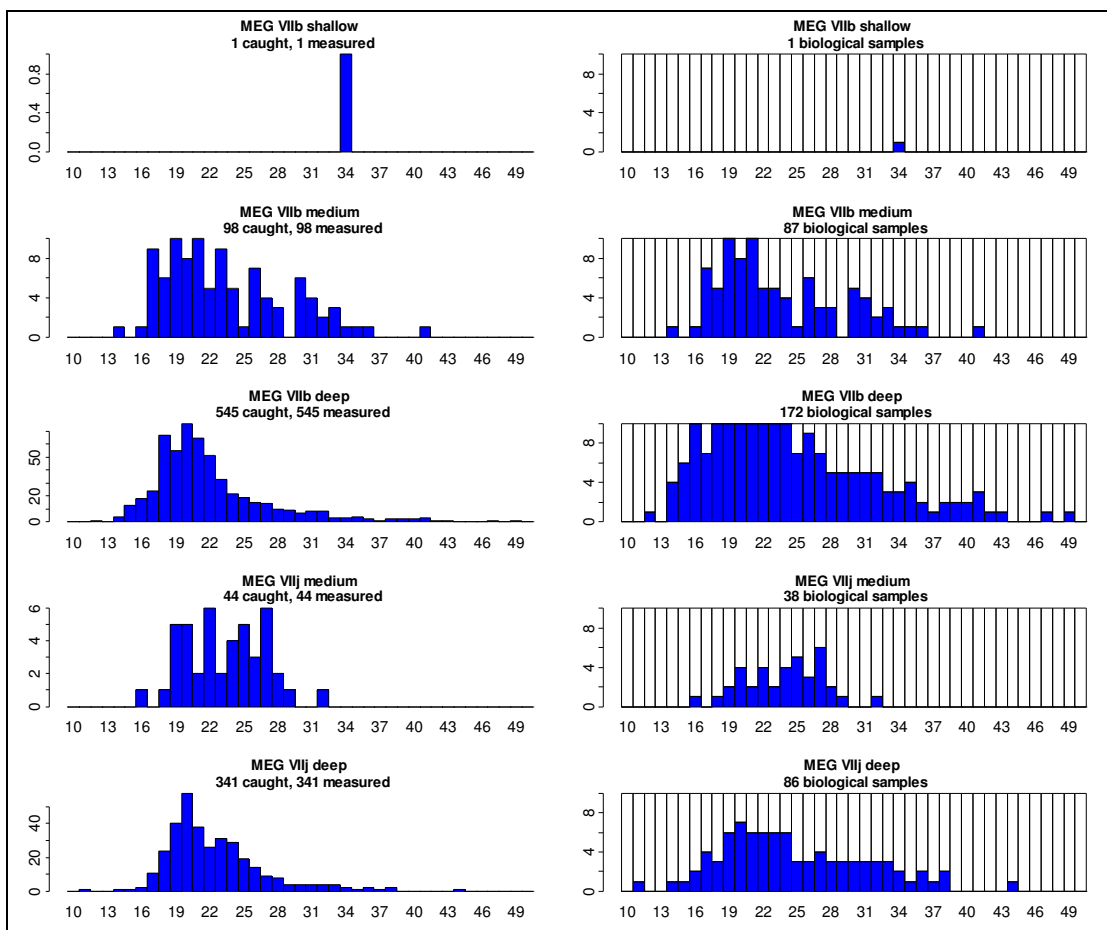 MEG VIIb shallow
1 caught, 1 measured
0.0 0.4 0.8
10 13 16 19 22 25 28 31 34 37 40 43 46 49
MEG VIIb shallow
1 biological samples
0 4 8
10 13 16 19 22 25 28 31 34 37 40 43 46 49
MEG VIIb medium
98 caught, 98 measured
0 4 8
10 13 16 19 22 25 28 31 34 37 40 43 46 49
MEG VIIb medium
87 biological samples
0 4 8
10 13 16 19 22 25 28 31 34 37 40 43 46 49
MEG VIIb deep
545 caught, 545 measured
0 20 50
10 13 16 19 22 25 28 31 34 37 40 43 46 49
MEG VIIb deep
172 biological samples
0 4 8
10 13 16 19 22 25 28 31 34 37 40 43 46 49
MEG VIIj medium
44 caught, 44 measured
0 2 4 6
10 13 16 19 22 25 28 31 34 37 40 43 46 49
MEG VIIj medium
38 biological samples
0 4 8
10 13 16 19 22 25 28 31 34 37 40 43 46 49
MEG VIIj deep
341 caught, 341 measured
0 20 40
10 13 16 19 22 25 28 31 34 37 40 43 46 49
MEG VIIj deep
86 biological samples
0 4 8
10 13 16 19 22 25 28 31 34 37 40 43 46 49